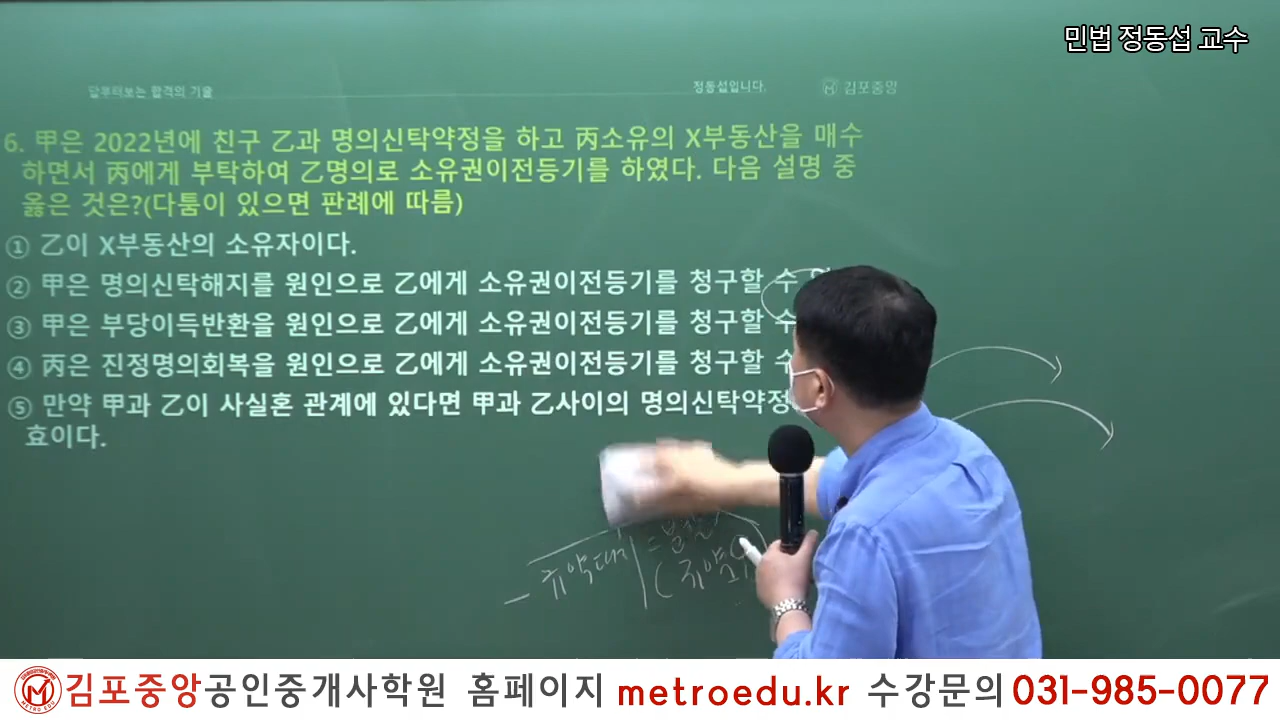 민법 정동섭 교수
달부터보는 합격의 기술
정동섭입니다.
김포중앙
6. 甲은 2022년에 친구 乙과 명의신탁약정을 하고 丙소유의 X부동산을 매수
하면서 丙에게 부탁하여 乙명의로 소유권이전등기를 하였다. 다음 설명 중
옳은 것은?(다툼이 있으면 판례에 따름)
① 乙이 X부동산의 소유자이다.
② 甲은 명의신탁해지를 원인으로 乙에게 소유권이전등기를 청구할 수
③ 甲은 부당이득반환을 원인으로 乙에게 소유권이전등기를 청구할 수
④ 丙은 진정명의회복을 원인으로 乙에게 소유권이전등기를 청구할 수
⑤ 만약 甲과 乙이 사실혼 관계에 있다면 甲과 乙사이의 명의신탁약정
효이다.
METRO EDU
김포중앙공인중개사학원 홈페이지 metroedu.kr 수강문의 031-985-0077